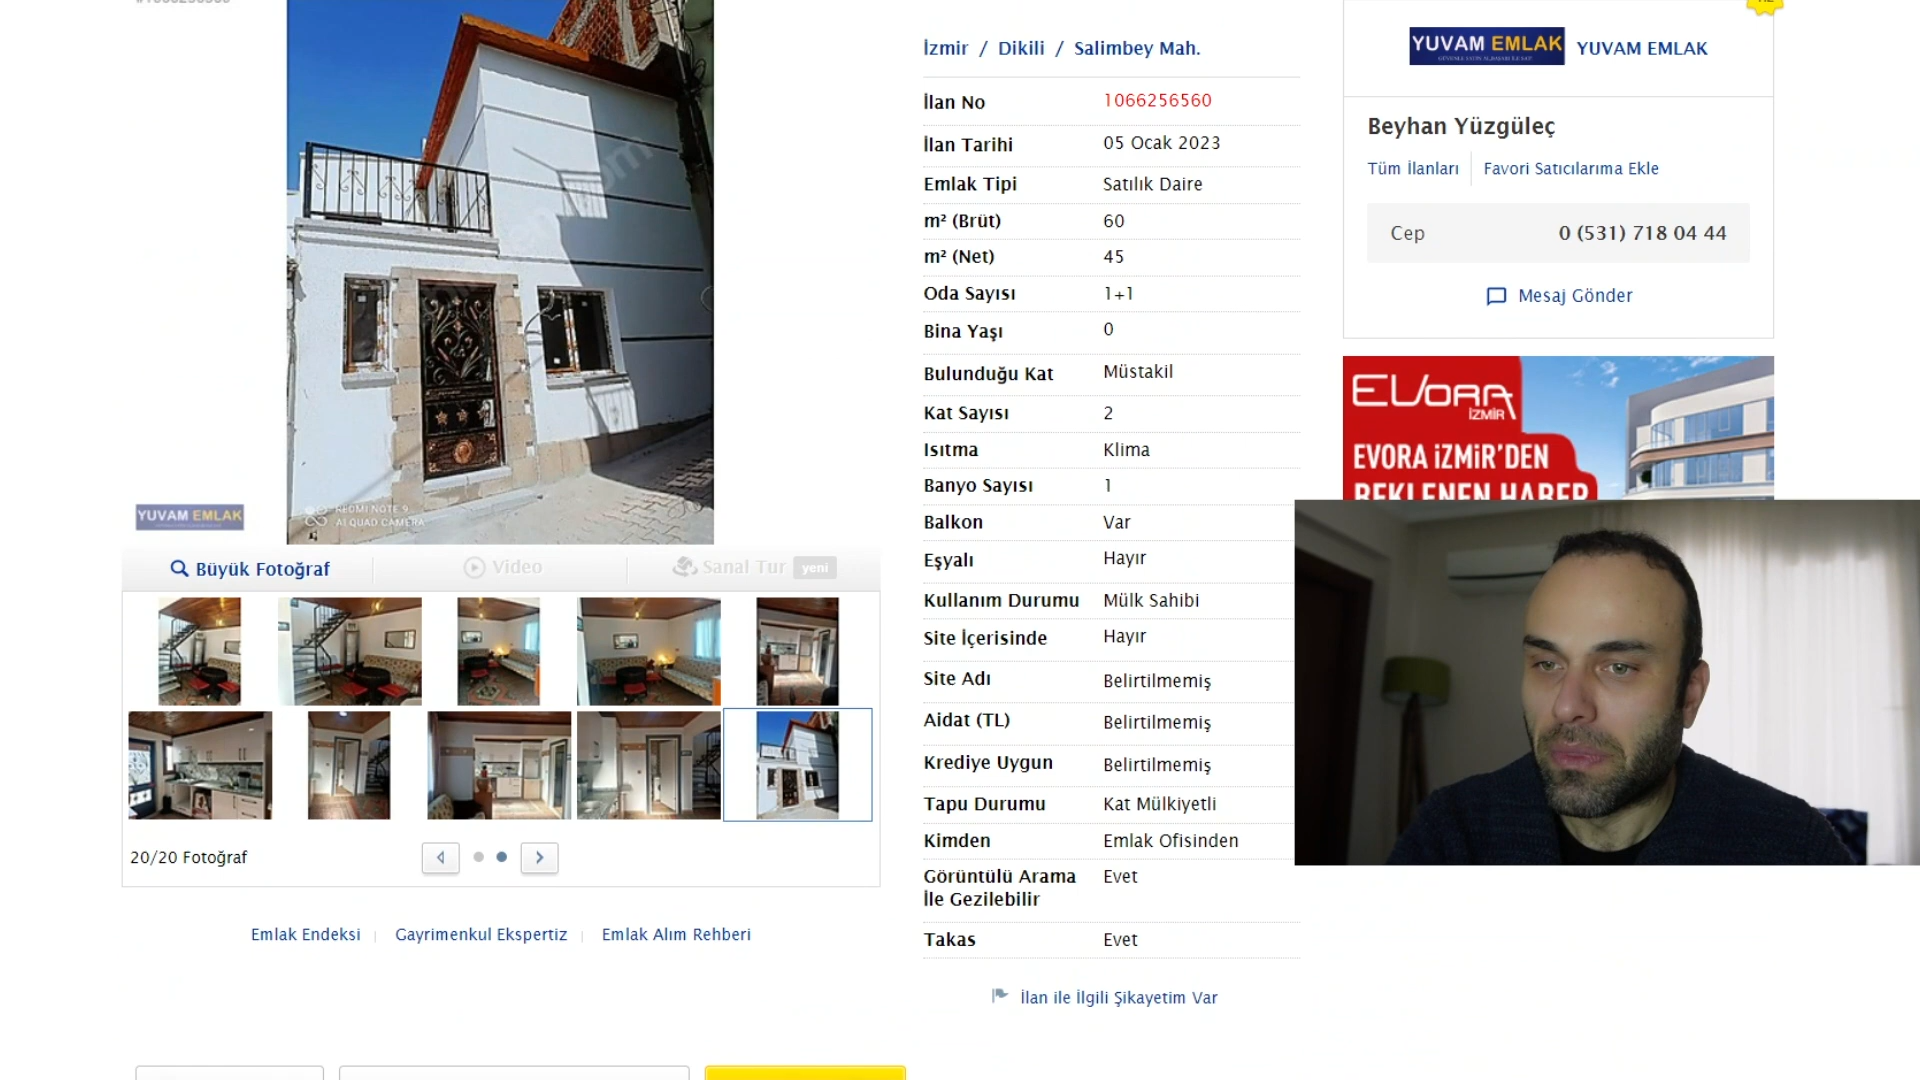 İzmir / Dikili / Salimbey Mah.
İlan No 1066256560
İlan Tarihi 05 Ocak 2023
Emlak Tipi Satılık Daire
m² (Brüt) 60
m² (Net) 45
Oda Sayısı 1+1
Bina Yaşı 0
Bulunduğu Kat Müstakil
Kat Sayısı 2
Isıtma Klima
Banyo Sayısı 1
Balkon Var
Eşyalı Hayır
Kullanım Durumu Mülk Sahibi
Site İçerisinde Hayır
Site Adı Belirtilmemiş
Aidat (TL) Belirtilmemiş
Krediye Uygun Belirtilmemiş
Tapu Durumu Kat Mülkiyetli
Kimden Emlak Ofisinden
Görüntülü Arama Evet
İle Gezilebilir
Takas Evet
İlan ile İlgili Şikayetim Var
REDMI NOTE 9
AI QUAD CAMERA
YUVAM EMLAK
Büyük Fotoğraf Video Sanal Tur yeni
20/20 Fotoğraf
Emlak Endeksi Gayrimenkul Ekspertiz Emlak Alım Rehberi
YUVAM EMLAK YUVAM EMLAK
Beyhan Yüzgüleç
Tüm İlanları Favori Satıcılarıma Ekle
Cep 0 (531) 718 04 44
Mesaj Gönder
EVORA
İZMİR
EVORA İZMİR'DEN
BEKLENEN HABER